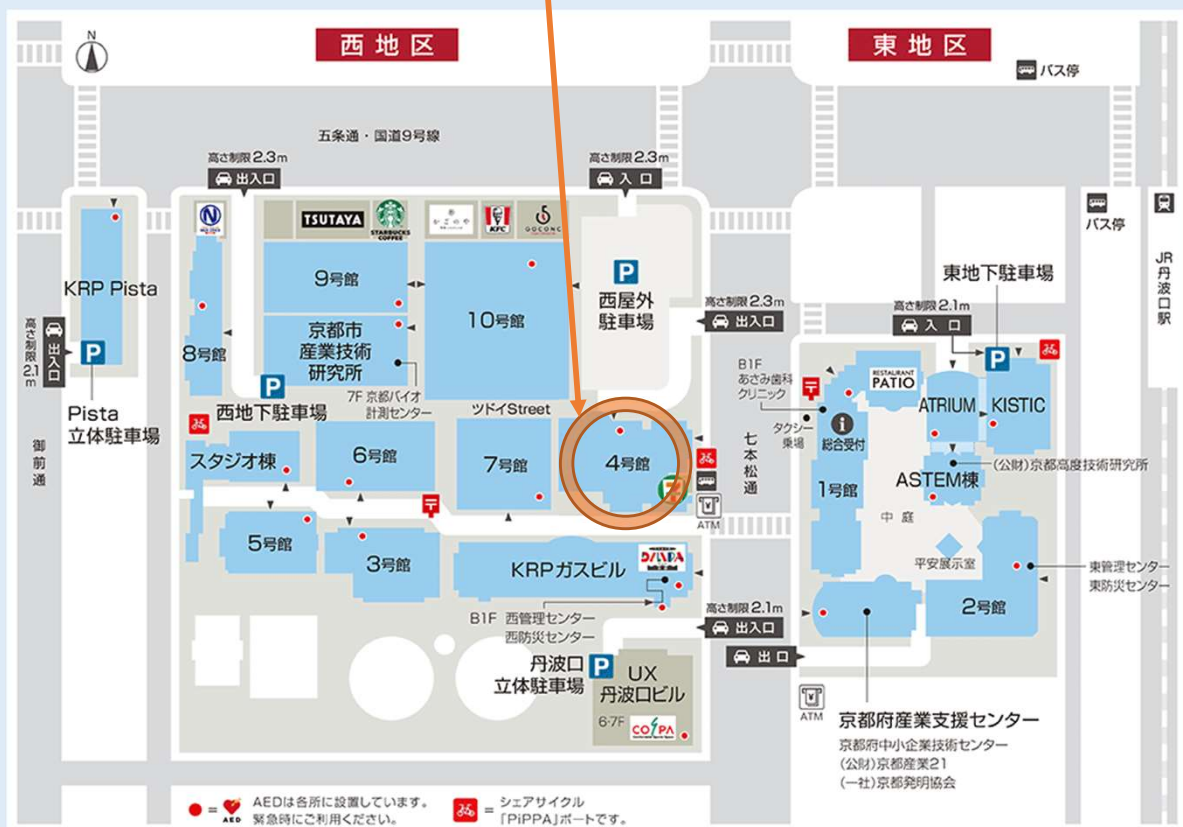 西地区
東地区
N
バス停
五条通・国道9号線
高さ制限2.3m
出入口
高さ制限2.3m
入口
TSUTAYA
STARBUCKS
COFFEE
かごのや
KFC
GOCONC
バス停
JR丹波口駅
KRP Pista
9号館
P
西屋外
駐車場
東地下駐車場
10号館
高さ制限2.3m
出入口
高さ制限2.1m
入口
高さ制限2.1m
出入口
P
8号館
京都市
産業技術
研究所
P
7F 京都バイオ
計測センター
P
西地下駐車場
Pista
立体駐車場
ツドイStreet
B1F
あさみ歯科
クリニック
RESTAURANT
PATIO
ATRIUM
KISTIC
タクシー
乗場
総合受付
御前通
七本松通
スタジオ棟
6号館
7号館
4号館
7
ATM
1号館
(公財)京都高度技術研究所
ASTEM棟
中庭
5号館
3号館
KRPガスビル
平安展示室
東管理センター
東防災センター
2号館
B1F 西管理センター
西防災センター
高さ制限2.1m
出入口
出口
丹波口
立体駐車場
P
UX
丹波口ビル
6·7F
CO・S・PA
ATM
京都府産業支援センター
京都府中小企業技術センター
(公財)京都産業21
(一社)京都発明協会
= AED
AEDは各所に設置しています。
緊急時にご利用ください。
= シェアサイクル
「PiPPA」ポートです。